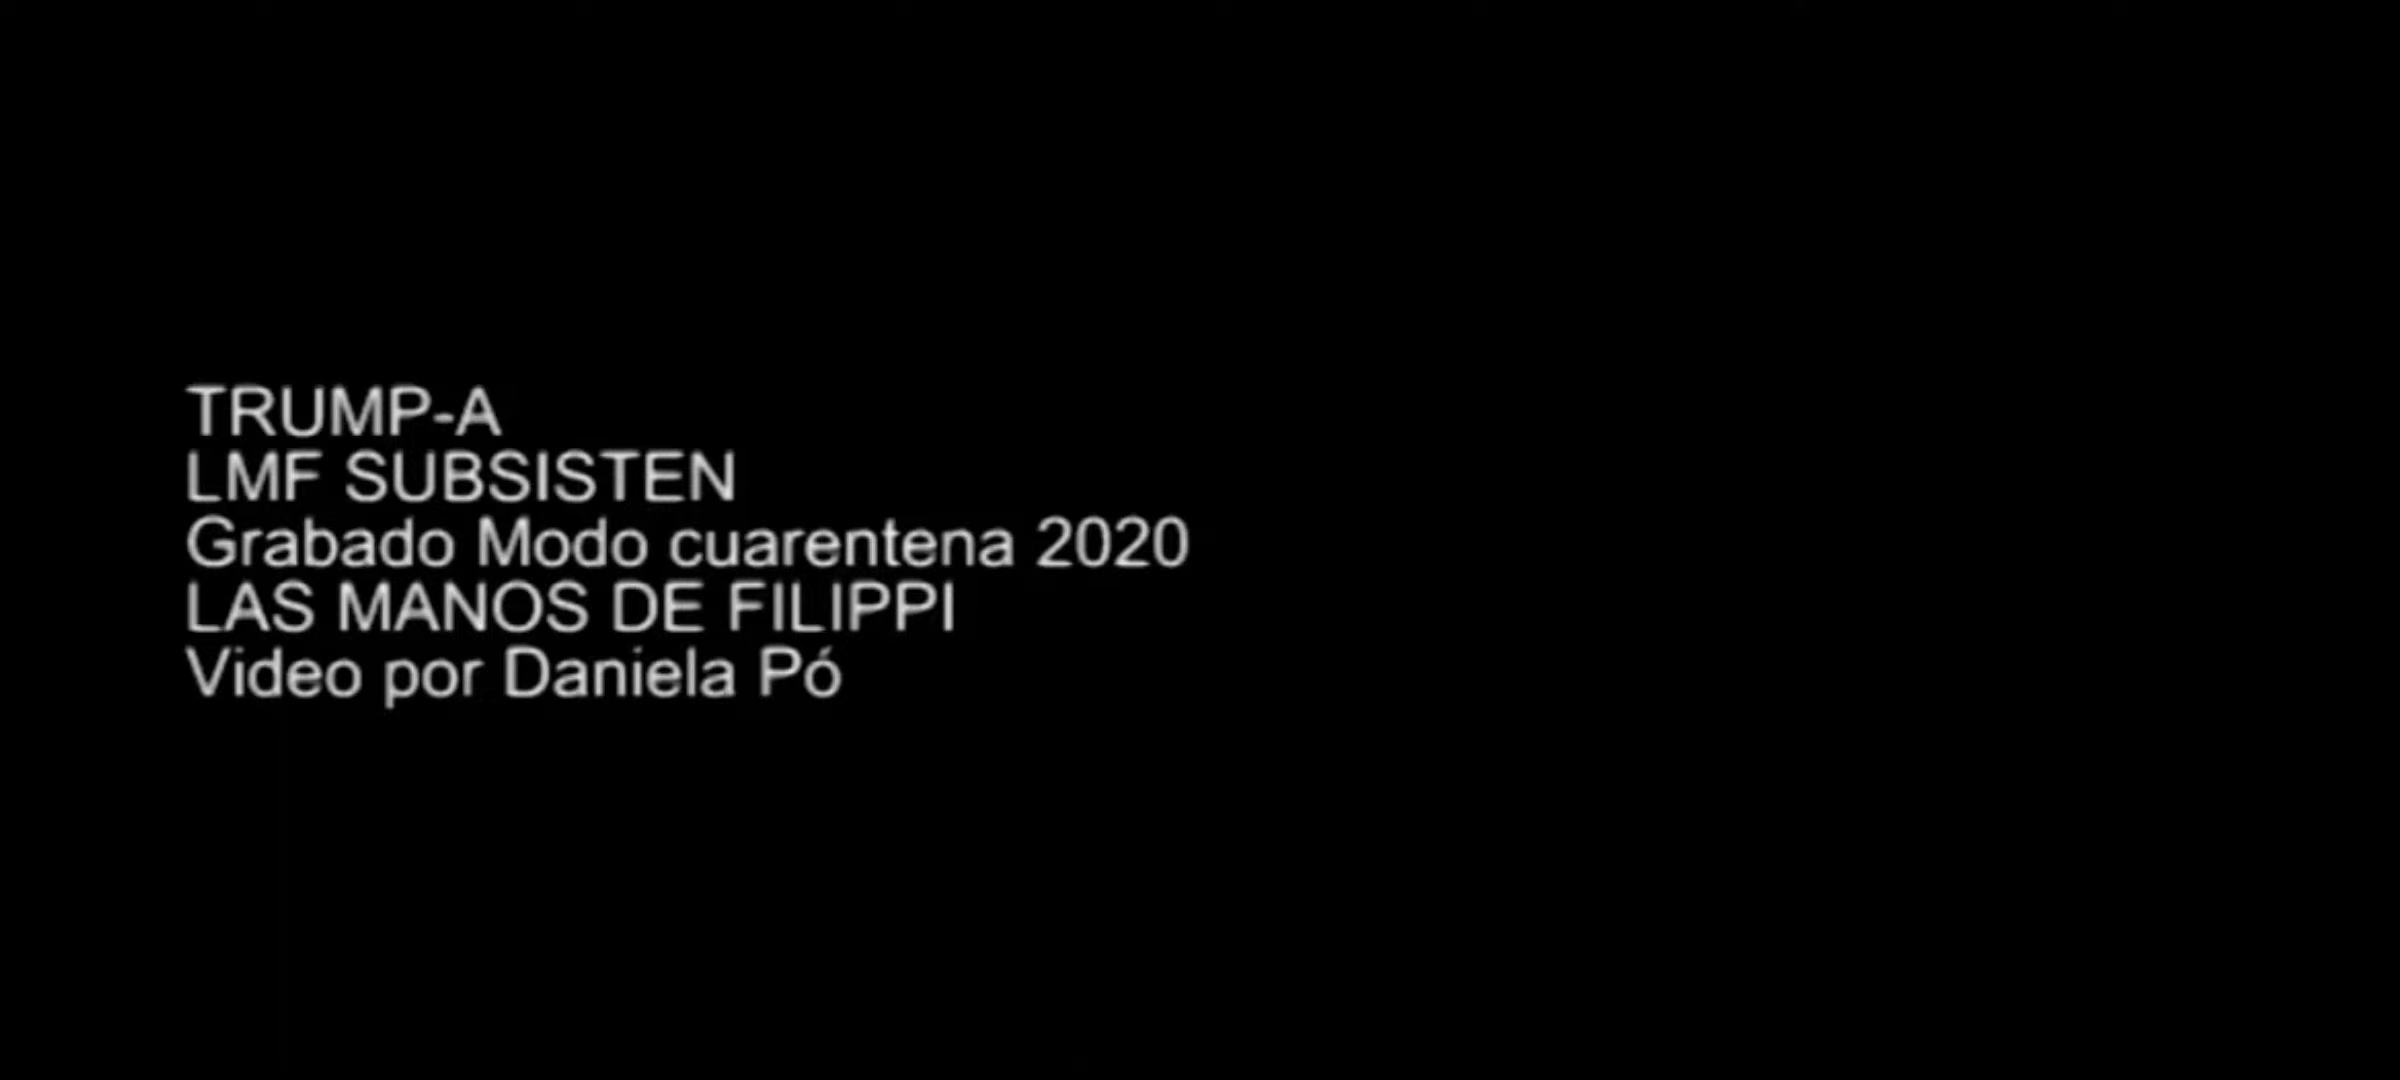 TRUMP-A
LMF SUBSISTEN
Grabado Modo cuarentena 2020
LAS MANOS DE FILIPPI
Video por Daniela Pó